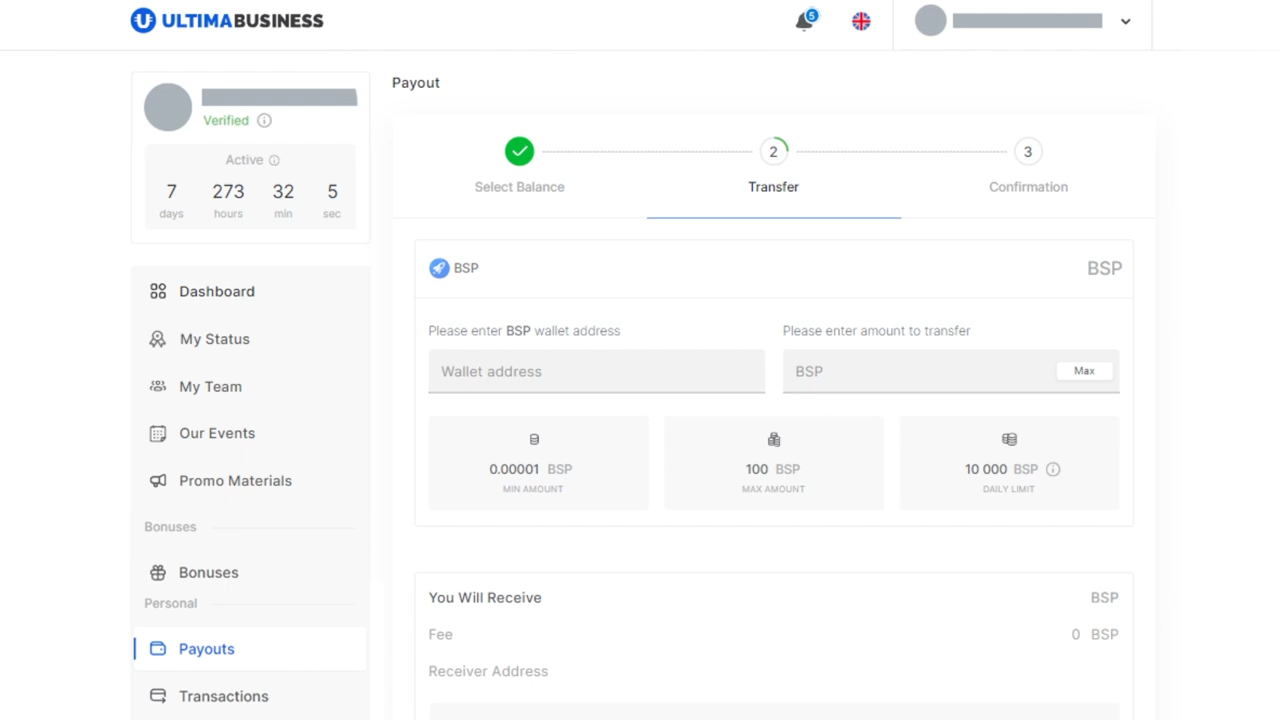 ULTIMABUSINESS
5
Verified
Active
7 273 32 5
days hours min sec
Dashboard
My Status
My Team
Our Events
Promo Materials
Bonuses
Bonuses
Personal
Payouts
Transactions
Payout
2 3
Select Balance Transfer Confirmation
BSP BSP
Please enter BSP wallet address Please enter amount to transfer
Wallet address BSP Max
0.00001 BSP 100 BSP 10 000 BSP
MIN AMOUNT MAX AMOUNT DAILY LIMIT
You Will Receive BSP
Fee 0 BSP
Receiver Address